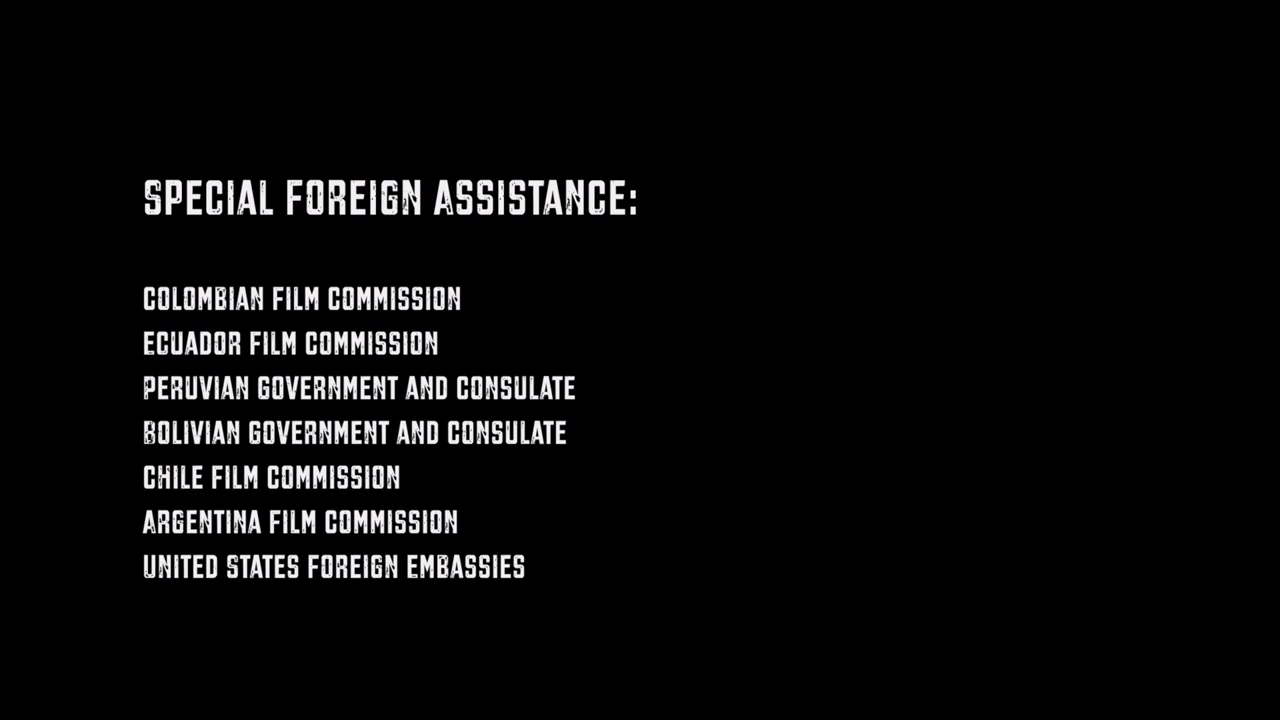 SPECIAL FOREIGN ASSISTANCE:
COLOMBIAN FILM COMMISSION
ECUADOR FILM COMMISSION
PERUVIAN GOVERNMENT AND CONSULATE
BOLIVIAN GOVERNMENT AND CONSULATE
CHILE FILM COMMISSION
ARGENTINA FILM COMMISSION
UNITED STATES FOREIGN EMBASSIES